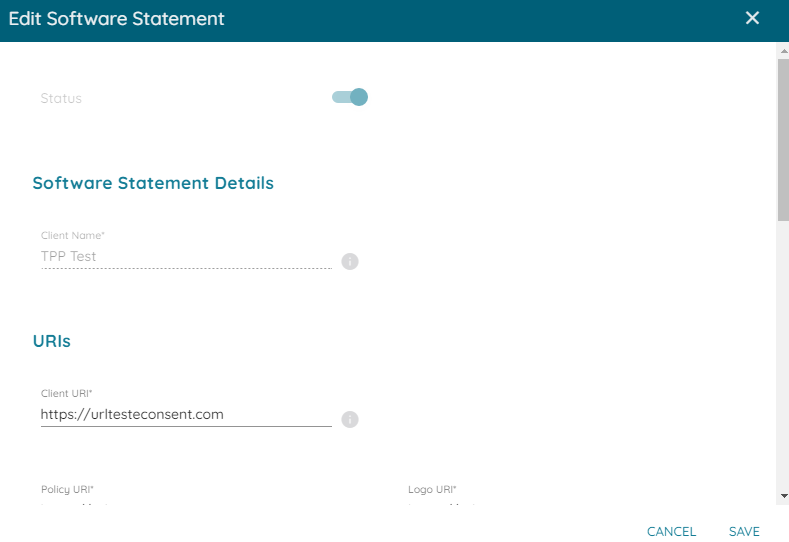 Edit Software Statement
Status
Software Statement Details
Client Name*
TPP Test
URIs
Client URI*
https://urltesteconsent.com
Policy URI* Logo URI*
CANCEL SAVE